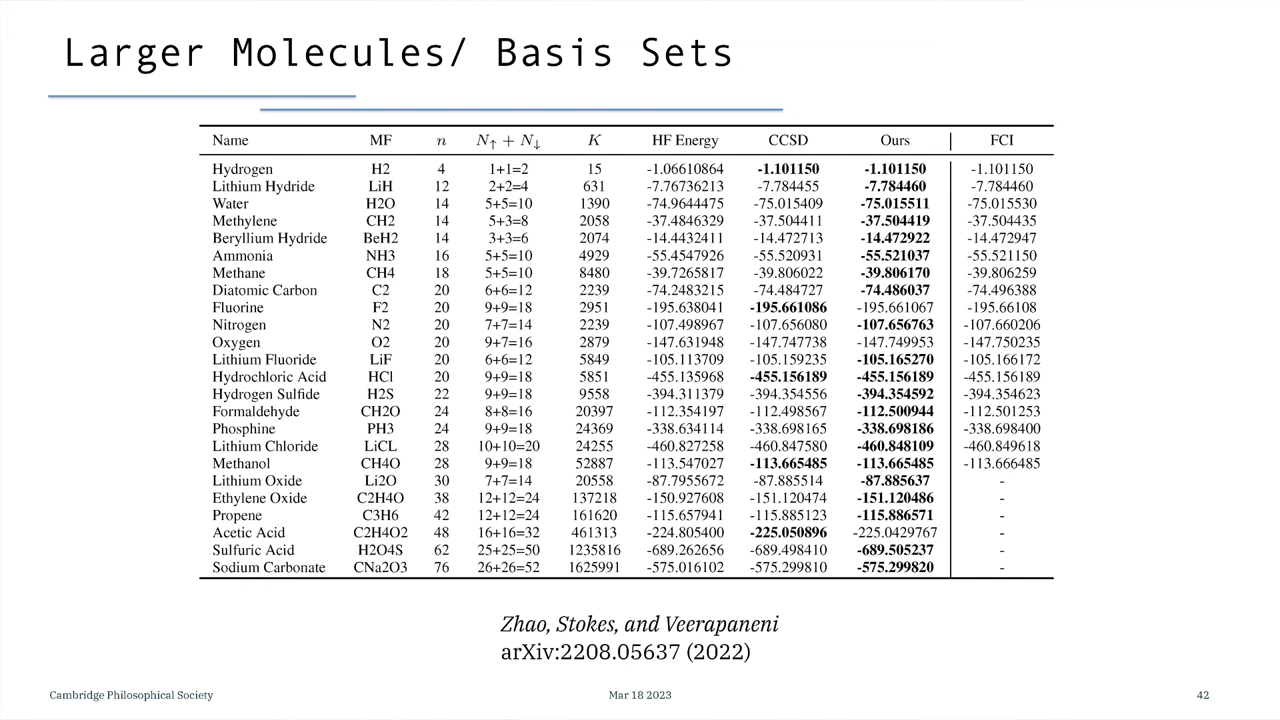 Larger Molecules/ Basis Sets
Name MF n N↑ + N↓ K HF Energy CCSD Ours FCI
Hydrogen H2 4 1+1=2 15 -1.06610864 -1.101150 -1.101150 -1.101150
Lithium Hydride LiH 12 2+2=4 631 -7.76736213 -7.784455 -7.784460 -7.784460
Water H2O 14 5+5=10 1390 -74.9644475 -75.015409 -75.015511 -75.015530
Methylene CH2 14 5+3=8 2058 -37.4846329 -37.504411 -37.504419 -37.504435
Beryllium Hydride BeH2 14 3+3=6 2074 -14.4432411 -14.472713 -14.472922 -14.472947
Ammonia NH3 16 5+5=10 4929 -55.4547926 -55.520931 -55.521037 -55.521150
Methane CH4 18 5+5=10 8480 -39.7265817 -39.806022 -39.806170 -39.806259
Diatomic Carbon C2 20 6+6=12 2239 -74.2483215 -74.484727 -74.486037 -74.496388
Fluorine F2 20 9+9=18 2951 -195.638041 -195.661086 -195.661067 -195.66108
Nitrogen N2 20 7+7=14 2239 -107.498967 -107.656080 -107.656763 -107.660206
Oxygen O2 20 9+7=16 2879 -147.631948 -147.747738 -147.749953 -147.750235
Lithium Fluoride LiF 20 6+6=12 5849 -105.113709 -105.159235 -105.165270 -105.166172
Hydrochloric Acid HCl 20 9+9=18 5851 -455.135968 -455.156189 -455.156189 -455.156189
Hydrogen Sulfide H2S 22 9+9=18 9558 -394.311379 -394.354556 -394.354592 -394.354623
Formaldehyde CH2O 24 8+8=16 20397 -112.354197 -112.498567 -112.500944 -112.501253
Phosphine PH3 24 9+9=18 24369 -338.634114 -338.698165 -338.698186 -338.698400
Lithium Chloride LiCL 28 10+10=20 24255 -460.827258 -460.847580 -460.848109 -460.849618
Methanol CH4O 28 9+9=18 52887 -113.547027 -113.665485 -113.665485 -113.666485
Lithium Oxide Li2O 30 7+7=14 20558 -87.7955672 -87.885514 -87.885637 -
Ethylene Oxide C2H4O 38 12+12=24 137218 -150.927608 -151.120474 -151.120486 -
Propene C3H6 42 12+12=24 161620 -115.657941 -115.885123 -115.886571 -
Acetic Acid C2H4O2 48 16+16=32 461313 -224.805400 -225.050896 -225.0429767 -
Sulfuric Acid H2O4S 62 25+25=50 1235816 -689.262656 -689.498410 -689.505237 -
Sodium Carbonate CNa2O3 76 26+26=52 1625991 -575.016102 -575.299810 -575.299820 -
Zhao, Stokes, and Veerapaneni
arXiv:2208.05637 (2022)
Cambridge Philosophical Society Mar 18 2023 42